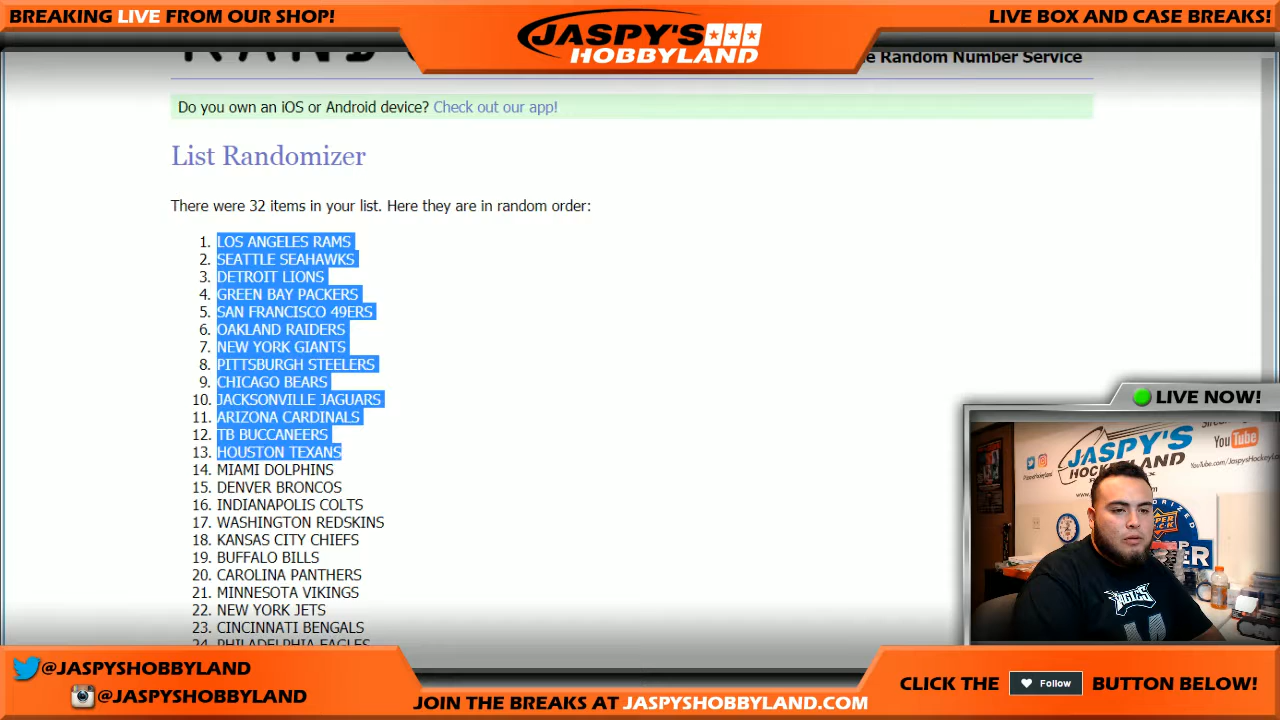 BREAKING LIVE FROM OUR SHOP!
JASPY'S
HOBBYLAND
LIVE BOX AND CASE BREAKS!
Random Number Service
Do you own an iOS or Android device? Check out our app!
List Randomizer
There were 32 items in your list. Here they are in random order:
1. LOS ANGELES RAMS
2. SEATTLE SEAHAWKS
3. DETROIT LIONS
4. GREEN BAY PACKERS
5. SAN FRANCISCO 49ERS
6. OAKLAND RAIDERS
7. NEW YORK GIANTS
8. PITTSBURGH STEELERS
9. CHICAGO BEARS
10. JACKSONVILLE JAGUARS
11. ARIZONA CARDINALS
12. TB BUCCANEERS
13. HOUSTON TEXANS
14. MIAMI DOLPHINS
15. DENVER BRONCOS
16. INDIANAPOLIS COLTS
17. WASHINGTON REDSKINS
18. KANSAS CITY CHIEFS
19. BUFFALO BILLS
20. CAROLINA PANTHERS
21. MINNESOTA VIKINGS
22. NEW YORK JETS
23. CINCINNATI BENGALS
24. PHILADELPHIA EAGLES
LIVE NOW!
JASPY'S
HOCKEYLAND
You Tube
EAGLES
@JASPYSHOBBYLAND
@JASPYSHOBBYLAND
JOIN THE BREAKS AT JASPYSHOBBYLAND.COM
CLICK THE Follow BUTTON BELOW!